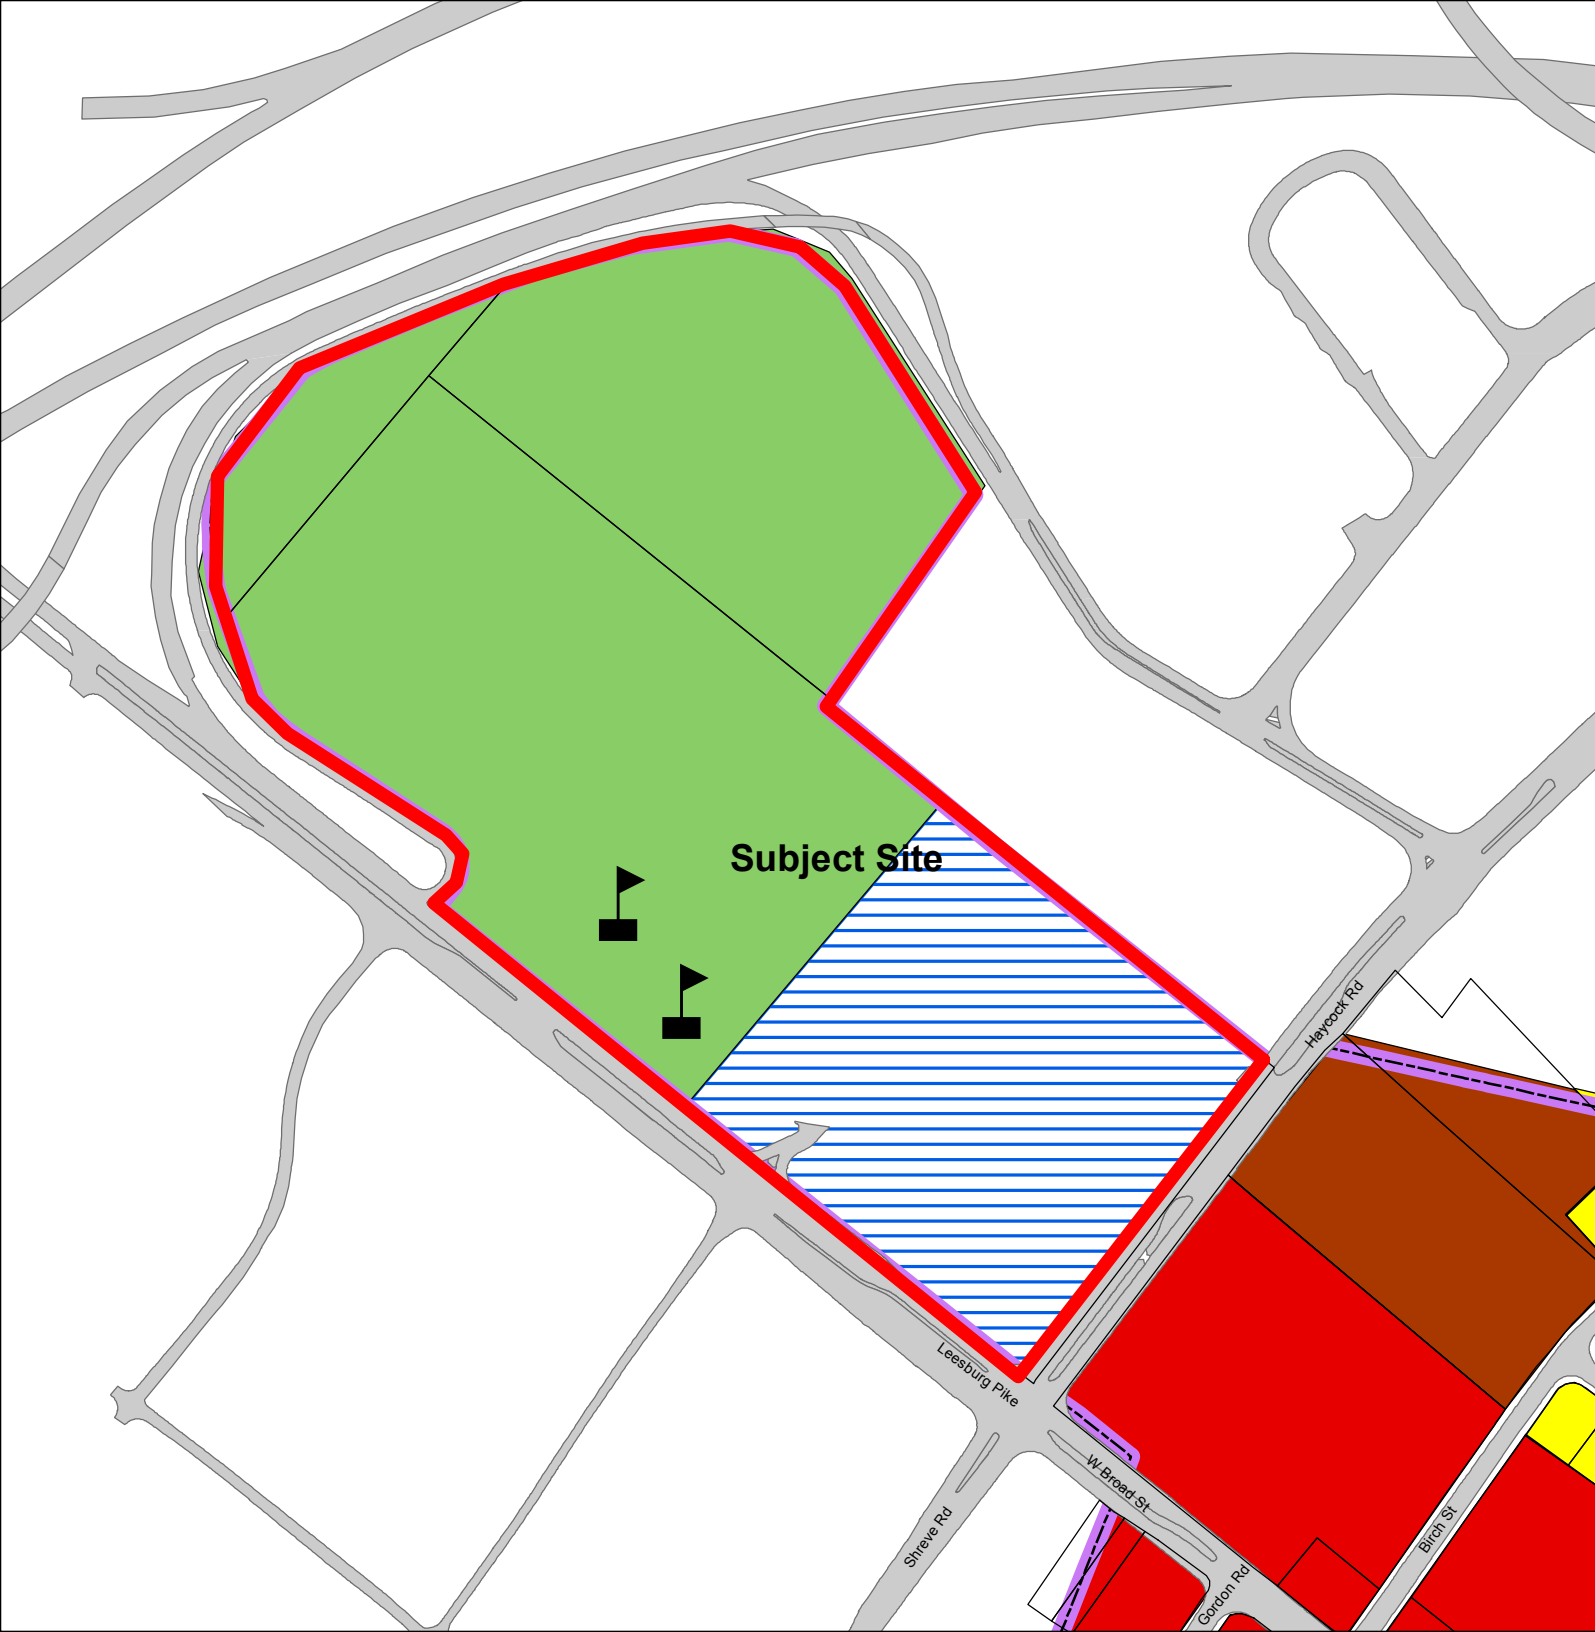 Subject Site
Haycock Rd
Leesburg Pike
W Broad St
Shreve Rd
Birch St
Gordon Rd